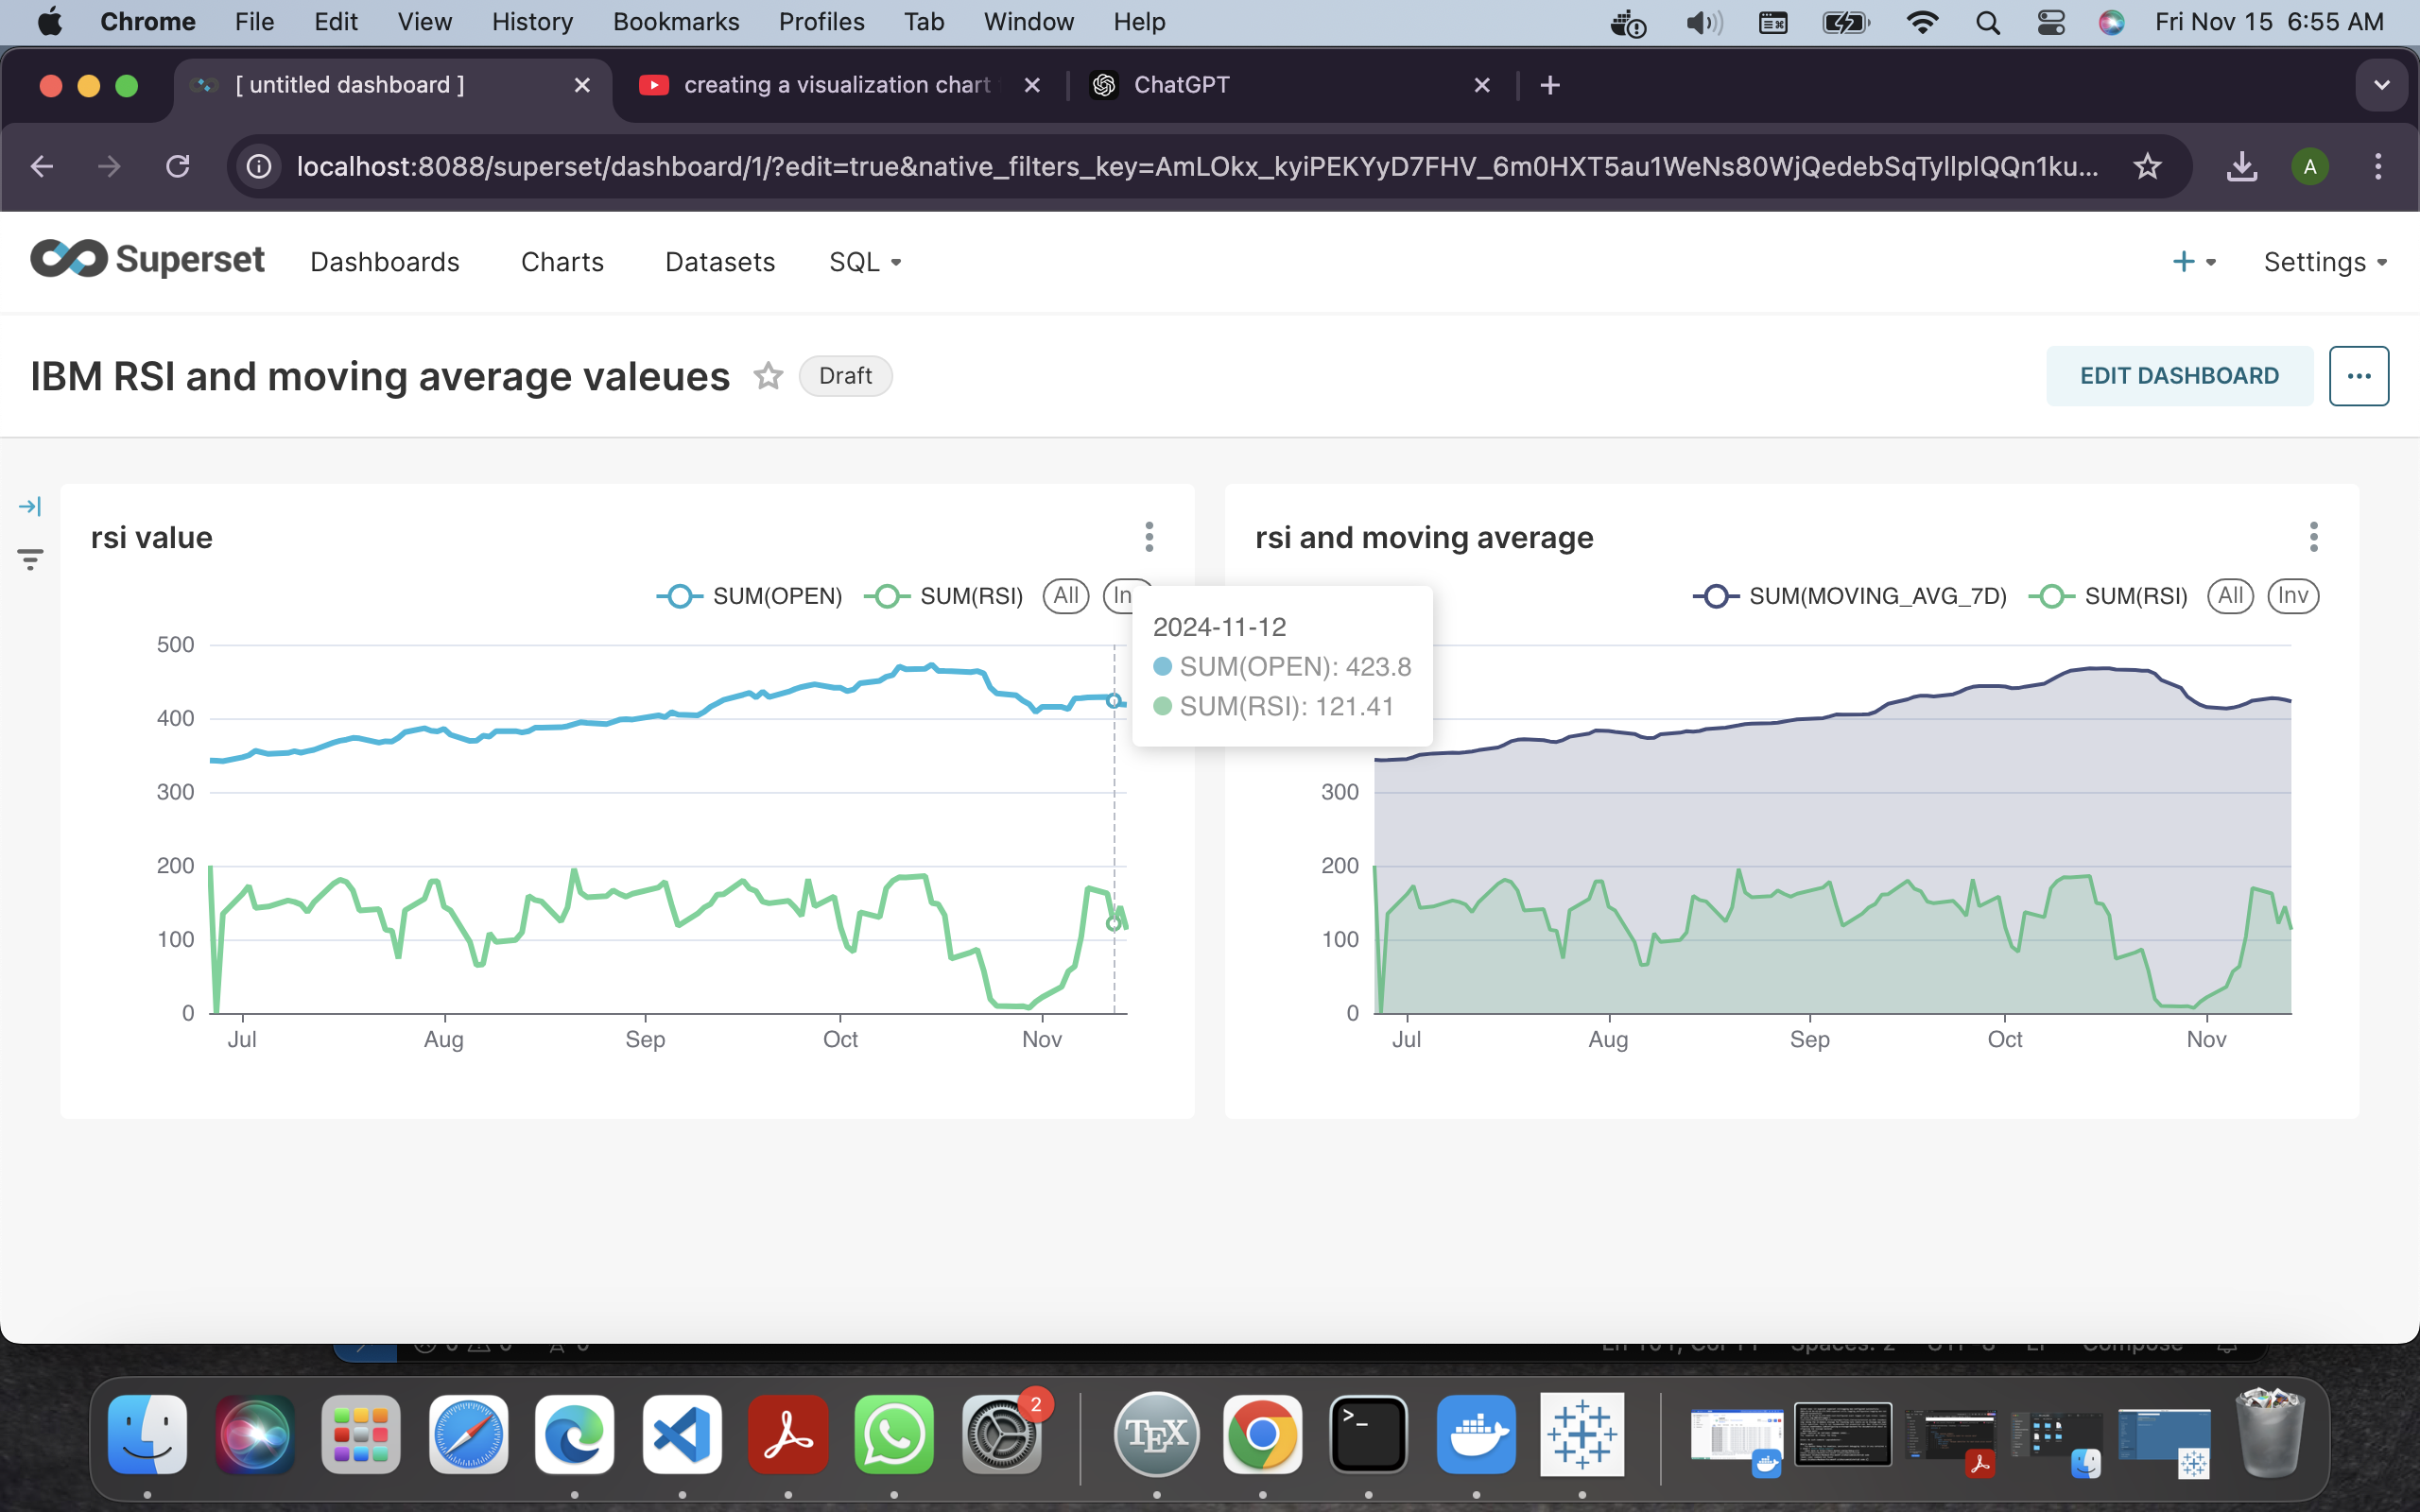 Chrome File Edit View History Bookmarks Profiles Tab Window Help Fri Nov 15 6:55 AM
[ untitled dashboard ] creating a visualization chart ChatGPT
localhost:8088/superset/dashboard/1/?edit=true&native_filters_key=AmLOkx_kyiPEKYyD7FHV_6m0HXT5au1WeNs80WjQedebSqTyllplQQn1ku... A
Superset Dashboards Charts Datasets SQL + Settings
IBM RSI and moving average valeues Draft EDIT DASHBOARD ...
rsi value
SUM(OPEN) SUM(RSI) All In
500
400
300
200
100
0
Jul Aug Sep Oct Nov
2024-11-12
SUM(OPEN): 423.8
SUM(RSI): 121.41
rsi and moving average
SUM(MOVING_AVG_7D) SUM(RSI) All Inv
300
200
100
0
Jul Aug Sep Oct Nov
2
TEX
>_